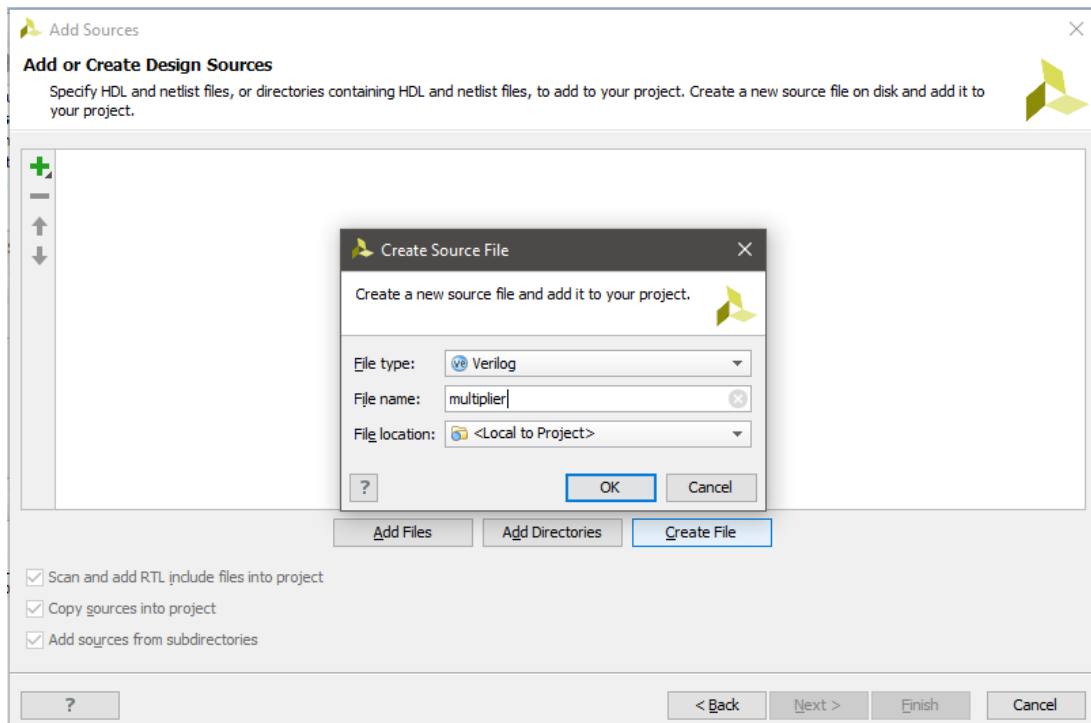 Add Sources
Add or Create Design Sources
Specify HDL and netlist files, or directories containing HDL and netlist files, to add to your project. Create a new source file on disk and add it to
your project.
Create Source File
Create a new source file and add it to your project.
File type: Verilog
File name: multiplier
File location: <Local to Project>
? OK Cancel
Add Files Add Directories Create File
Scan and add RTL include files into project
Copy sources into project
Add sources from subdirectories
? < Back Next > Finish Cancel